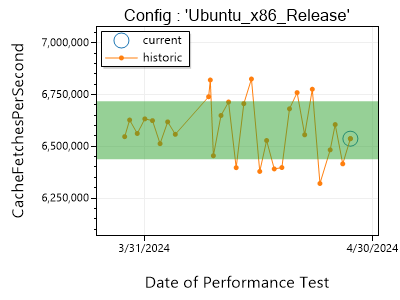 Config : 'Ubuntu_x86_Release'
current
historic
CacheFetchesPerSecond
7,000,000
6,750,000
6,500,000
6,250,000
3/31/2024
4/30/2024
Date of Performance Test